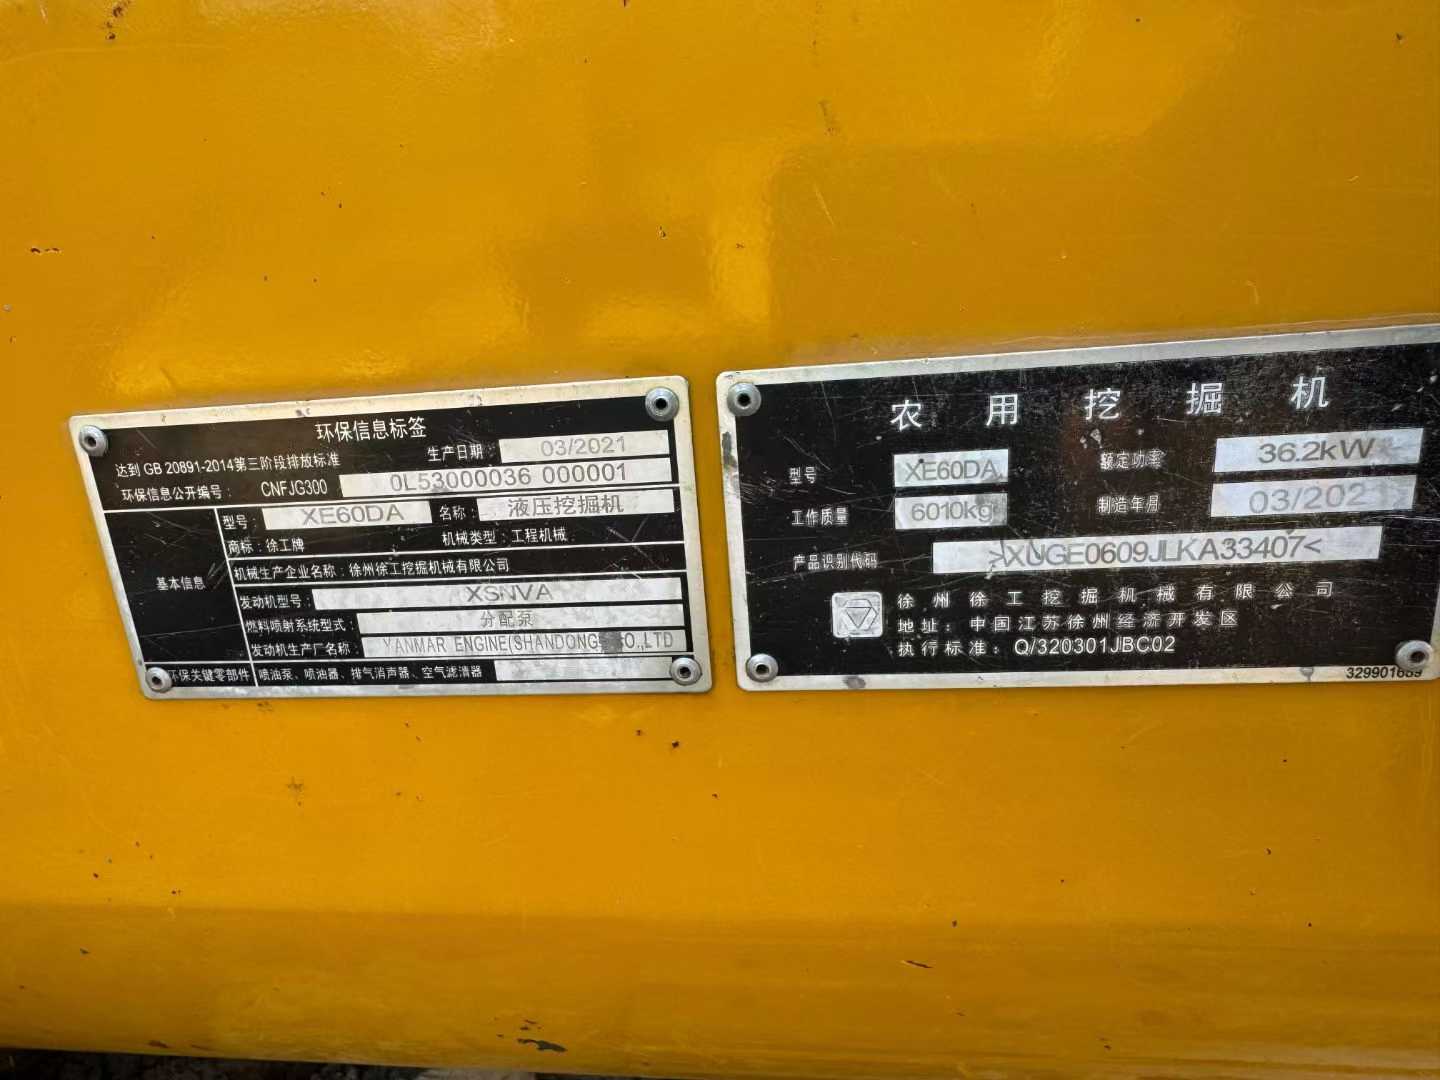 环保信息标签
达到 GB 20891-2014第三阶段排放标准
生产日期: 03/2021
环保信息公开编号: CNFJG300 0L53000036 000001
基本信息
型号: XE60DA 名称: 液压挖掘机
商标: 徐工牌 机械类型: 工程机械
机械生产企业名称: 徐州徐工挖掘机械有限公司
发动机型号: XSNVA
燃料喷射系统型式: 分配泵
发动机生产厂名称: YANMAR ENGINE(SHANDONG) O.,LTD
环保关键零部件 喷油泵、喷油器、排气消声器、空气滤清器
农用挖掘机
型号 XE60DA 额定功率 36.2kW
工作质量 6010kg 制造年月 03/202
产品识别代码 >XUGE0609JLKA33407<
徐州徐工挖掘机械有限公司
地址: 中国江苏徐州经济开发区
执行标准: Q/320301JBC02